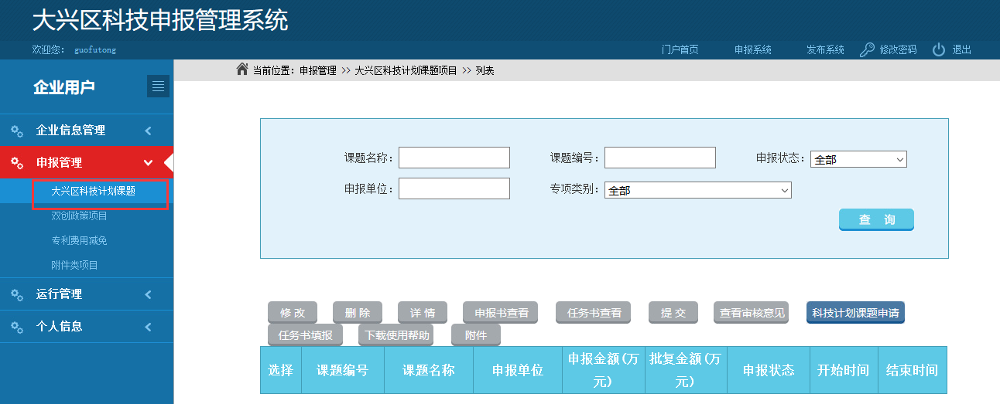 大兴区科技申报管理系统
欢迎您： guofutong 门户首页 申报系统 发布系统 修改密码 退出
企业用户
当前位置：申报管理 >> 大兴区科技计划课题项目 >> 列表
企业信息管理
申报管理
大兴区科技计划课题
双创政策项目
专利费用减免
附件类项目
运行管理
个人信息
课题名称： 课题编号： 申报状态： 全部
申报单位： 专项类别： 全部
查 询
修 改 删 除 详 情 申报书查看 任务书查看 提 交 查看审核意见 科技计划课题申请
任务书填报 下载使用帮助 附件
选择 课题编号 课题名称 申报单位 申报金额(万元) 批复金额(万元) 申报状态 开始时间 结束时间